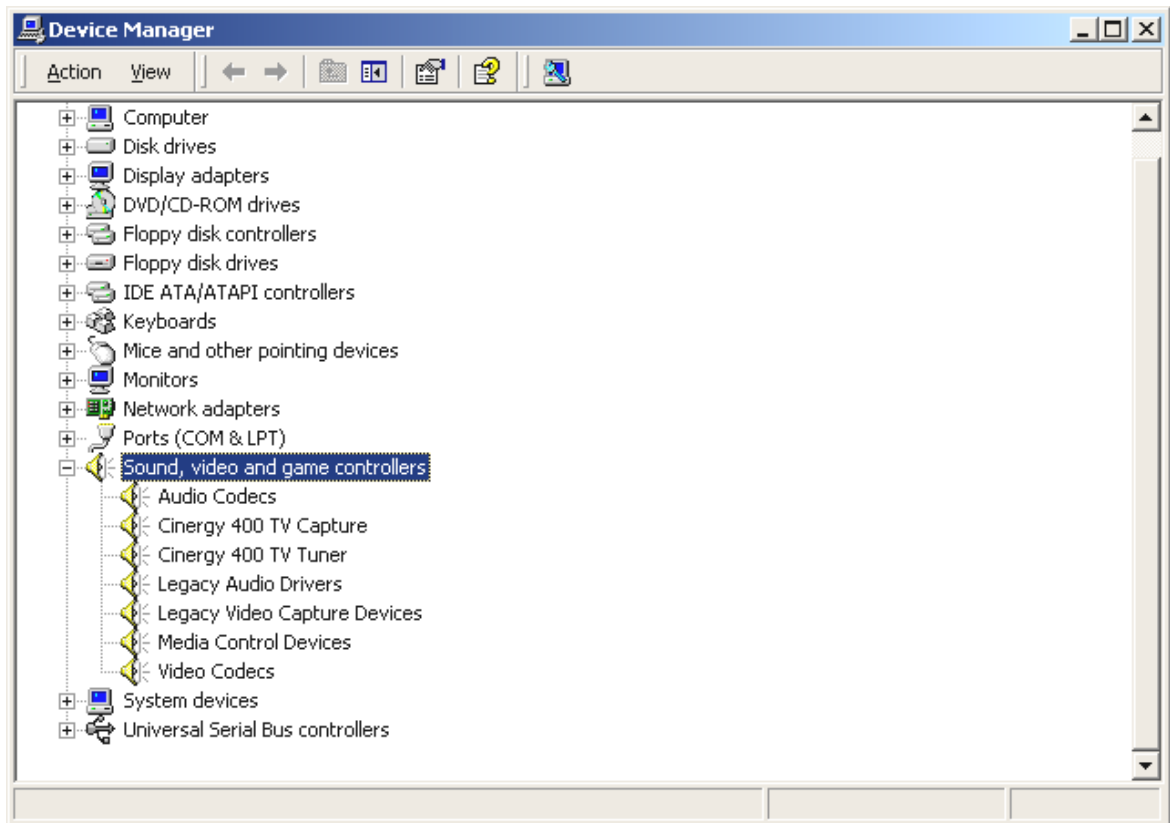 Device Manager
Action View
Computer
Disk drives
Display adapters
DVD/CD-ROM drives
Floppy disk controllers
Floppy disk drives
IDE ATA/ATAPI controllers
Keyboards
Mice and other pointing devices
Monitors
Network adapters
Ports (COM & LPT)
Sound, video and game controllers
Audio Codecs
Cinergy 400 TV Capture
Cinergy 400 TV Tuner
Legacy Audio Drivers
Legacy Video Capture Devices
Media Control Devices
Video Codecs
System devices
Universal Serial Bus controllers